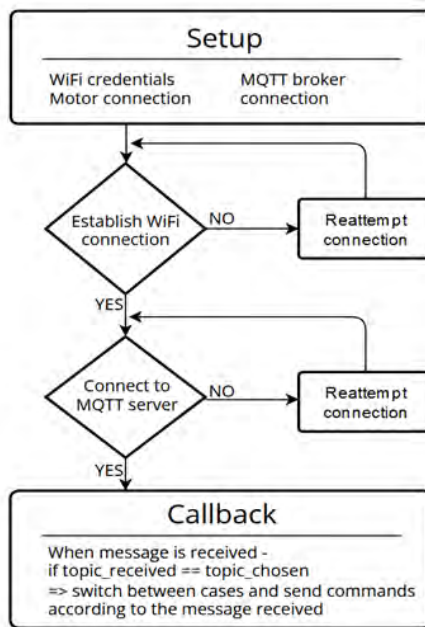 Setup
WiFi credentials MQTT broker
Motor connection connection
Establish WiFi
connection
NO
Reattempt
connection
YES
Connect to
MQTT server
NO
Reattempt
connection
YES
Callback
When message is received -
if topic_received == topic_chosen
=> switch between cases and send commands
according to the message received